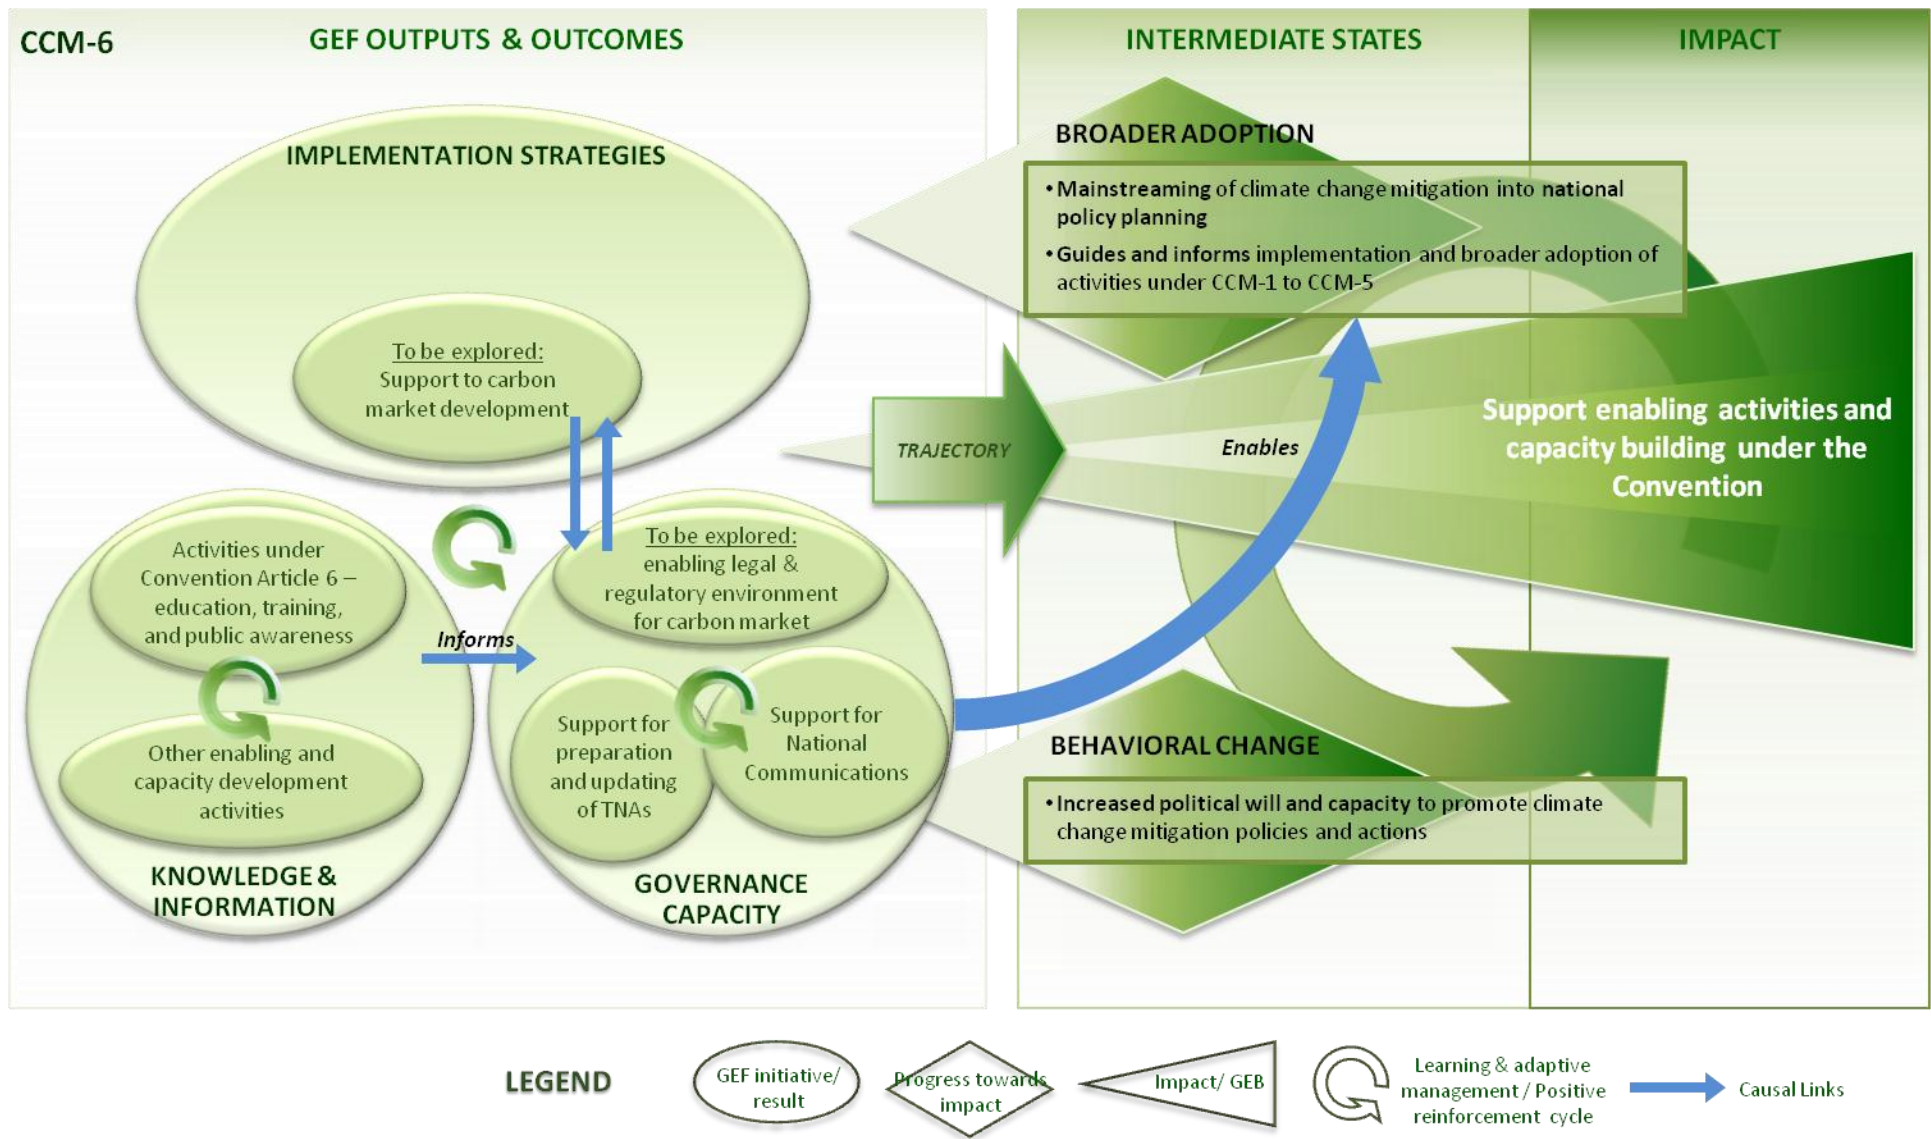 CCM-6
GEF OUTPUTS & OUTCOMES
INTERMEDIATE STATES
IMPACT
IMPLEMENTATION STRATEGIES
To be explored:
Support to carbon
market development
Activities under
Convention Article 6 –
education, training,
and public awareness
Other enabling and
capacity development
activities
KNOWLEDGE &
INFORMATION
Informs
To be explored:
enabling legal &
regulatory environment
for carbon market
Support for
preparation
and updating
of TNAs
Support for
National
Communications
GOVERNANCE
CAPACITY
BROADER ADOPTION
• Mainstreaming of climate change mitigation into national
policy planning
• Guides and informs implementation and broader adoption of
activities under CCM-1 to CCM-5
TRAJECTORY
Enables
Support enabling activities and
capacity building under the
Convention
BEHAVIORAL CHANGE
• Increased political will and capacity to promote climate
change mitigation policies and actions
LEGEND
GEF initiative/
result
Progress towards
impact
Impact/ GEB
Learning & adaptive
management / Positive
reinforcement cycle
Causal Links